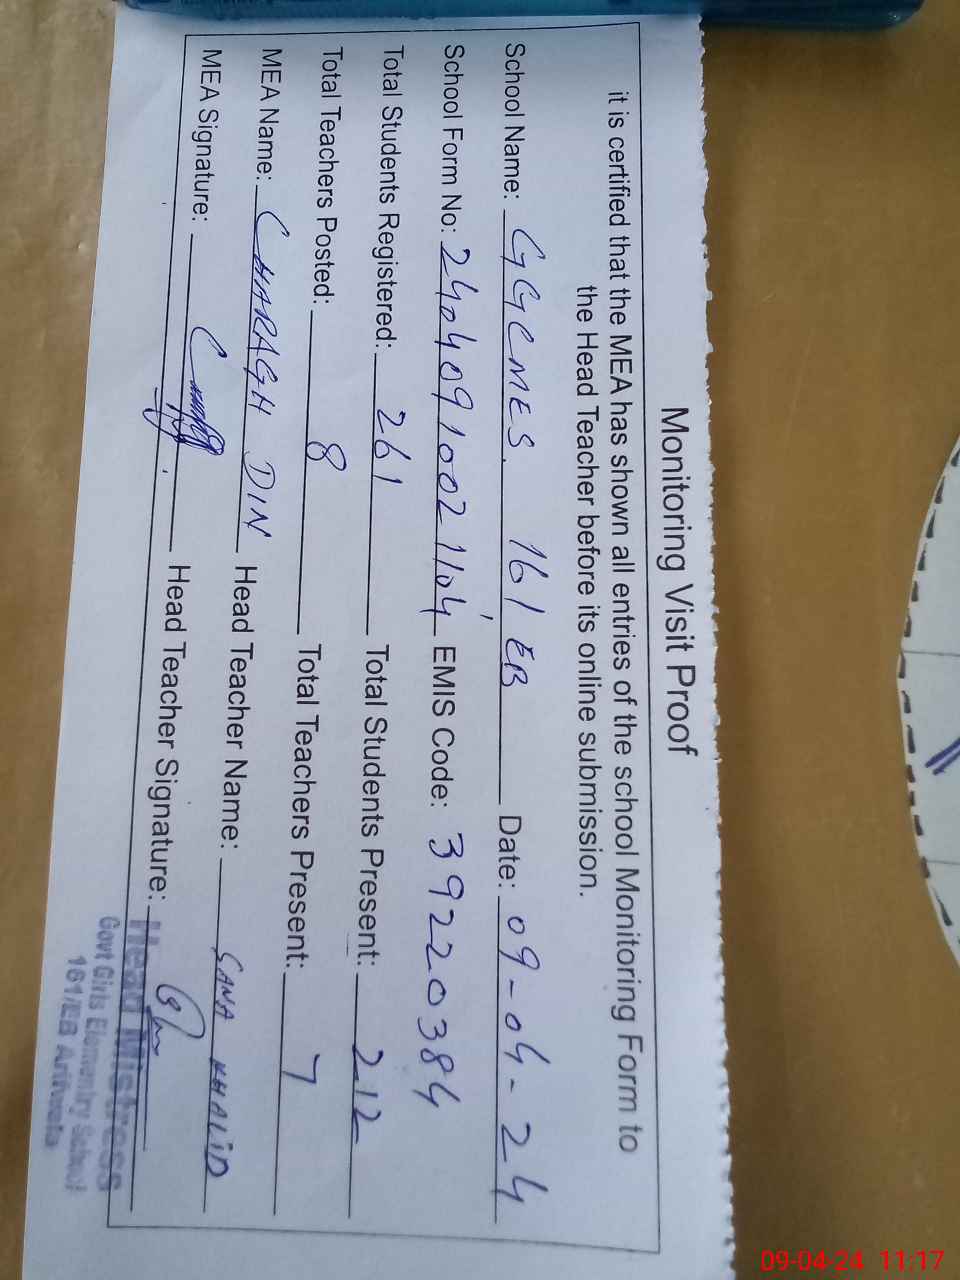 Monitoring Visit Proof
it is certified that the MEA has shown all entries of the school Monitoring Form to
the Head Teacher before its online submission.
School Name: GGCMES. 161 EB Date: 09-04-24
School Form No: 24040910021104 EMIS Code: 39220384
Total Students Registered: 261 Total Students Present: 212
Total Teachers Posted: 8 Total Teachers Present: 7
MEA Name: CHARAGH DIN Head Teacher Name: SANA KHALID
MEA Signature: Head Teacher Signature:
Head Mistress
Govt Girls Elementry School
161/EB Arifwala
09-04-24 11:17